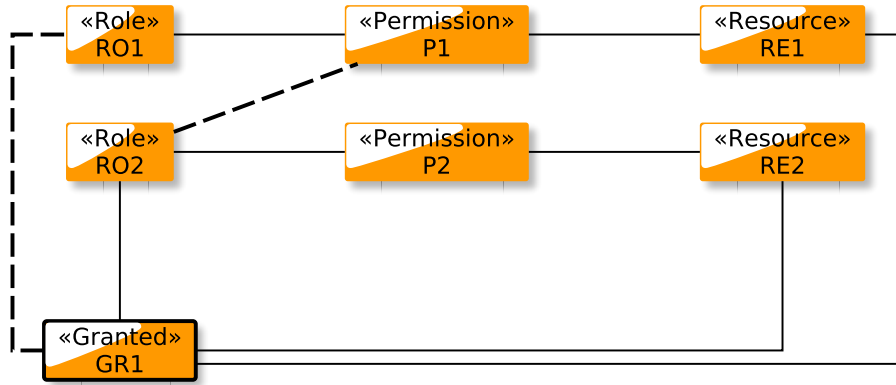 «Role»
RO1
«Permission»
P1
«Resource»
RE1
«Role»
RO2
«Permission»
P2
«Resource»
RE2
«Granted»
GR1